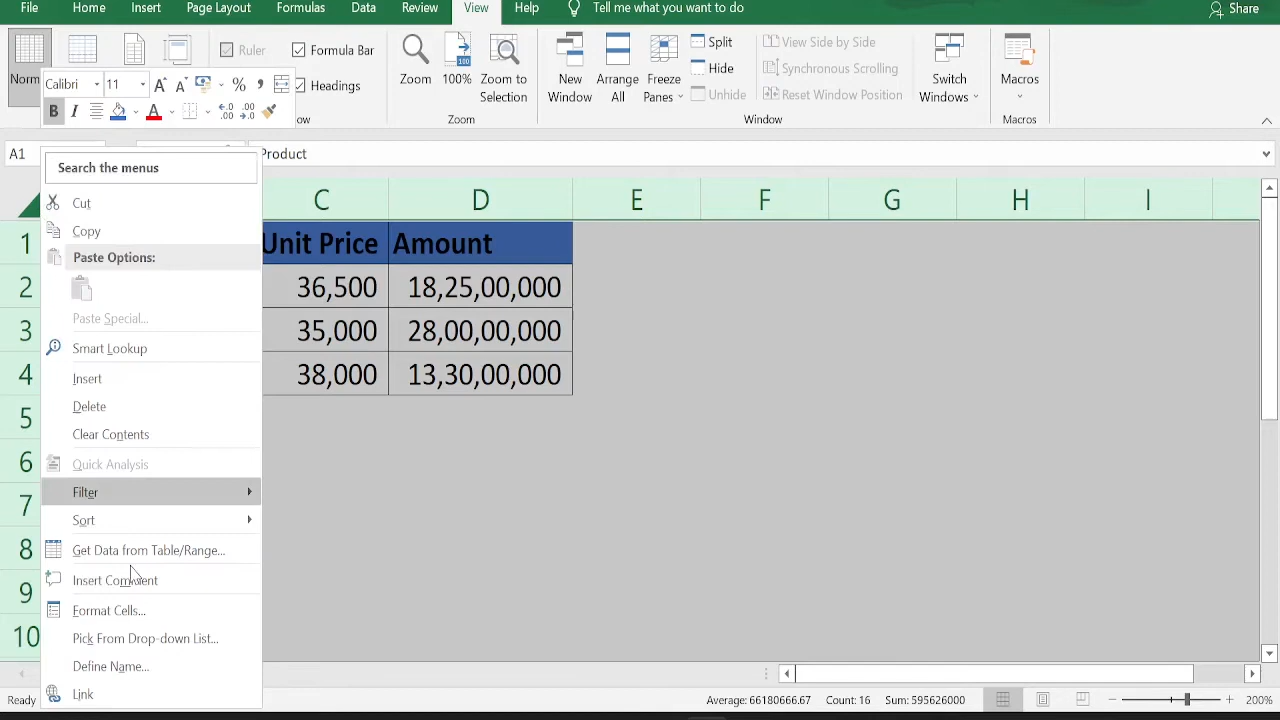 File Home Insert Page Layout Formulas Data Review View Help Tell me what you want to do Share
Ruler Formula Bar
Headings
Zoom 100% Zoom to Selection
Zoom
New Window Arrange All Freeze Panes
Split
Hide
Unhide
View Side by Side
Synchronous Scrolling
Reset Window Position
Window
Switch Windows
Macros
Macros
Calibri 11
A1 Product
C D E F G H I
1 Unit Price Amount
2 36,500 18,25,00,000
3 35,000 28,00,00,000
4 38,000 13,30,00,000
5
6
7
8
9
10
Search the menus
Cut
Copy
Paste Options:
Paste Special...
Smart Lookup
Insert
Delete
Clear Contents
Quick Analysis
Filter
Sort
Get Data from Table/Range...
Insert Comment
Format Cells...
Pick From Drop-down List...
Define Name...
Link
Ready Average: 66180666.67 Count: 16 Sum: 595626000 200%